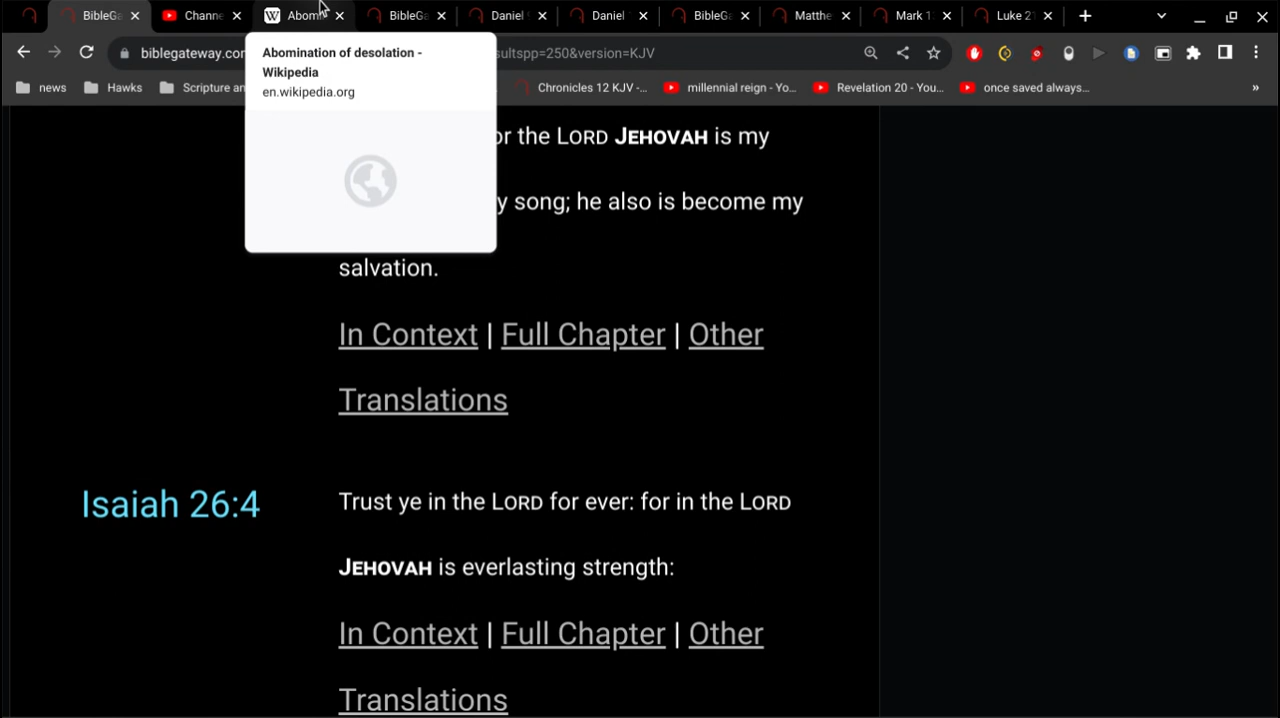 BibleGa
Channe
Abomi
BibleGa
Daniel 9
Daniel
BibleGa
Matthe
Mark 1
Luke 21
biblegateway.com
sultspp=250&version=KJV
Abomination of desolation -
Wikipedia
en.wikipedia.org
news
Hawks
Scripture an
Chronicles 12 KJV -...
millennial reign - Yo...
Revelation 20 - You...
once saved always...
»
or the LORD JEHOVAH is my
y song; he also is become my
salvation.
In Context | Full Chapter | Other
Translations
Isaiah 26:4
Trust ye in the LORD for ever: for in the LORD
JEHOVAH is everlasting strength:
In Context | Full Chapter | Other
Translations